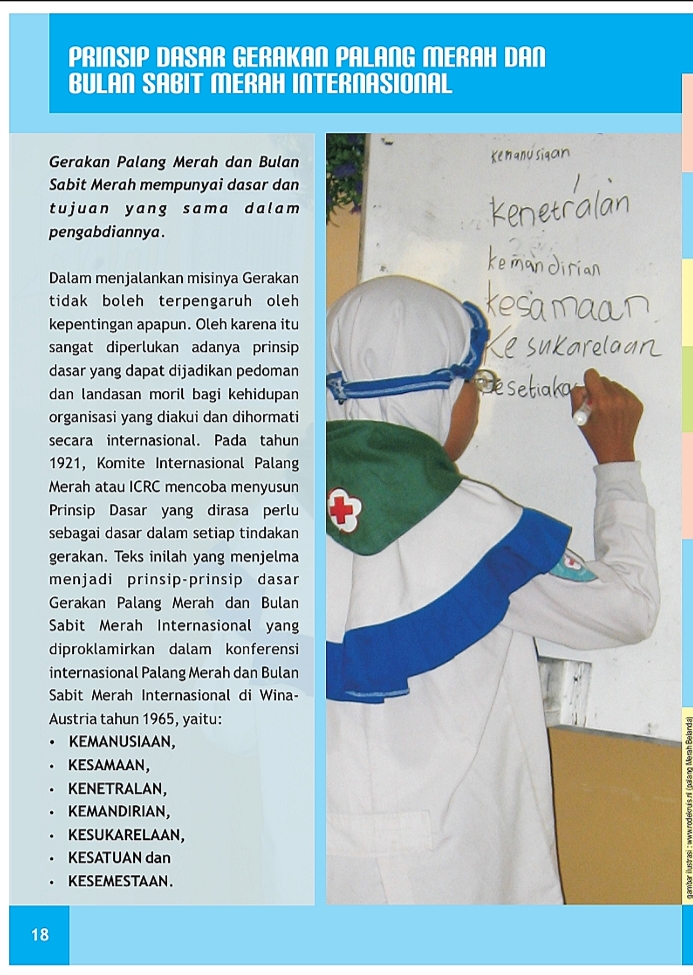 PRINSIP DASAR GERAKAN PALANG MERAH DAN
BULAN SABIT MERAH INTERNASIONAL
Gerakan Palang Merah dan Bulan
Sabit Merah mempunyai dasar dan
tujuan yang sama dalam
pengabdiannya.
Dalam menjalankan misinya Gerakan
tidak boleh terpengaruh oleh
kepentingan apapun. Oleh karena itu
sangat diperlukan adanya prinsip
dasar yang dapat dijadikan pedoman
dan landasan moril bagi kehidupan
organisasi yang diakui dan dihormati
secara internasional. Pada tahun
1921, Komite Internasional Palang
Merah atau ICRC mencoba menyusun
Prinsip Dasar yang dirasa perlu
sebagai dasar dalam setiap tindakan
gerakan. Teks inilah yang menjelma
menjadi prinsip-prinsip dasar
Gerakan Palang Merah dan Bulan
Sabit Merah Internasional yang
diproklamirkan dalam konferensi
internasional Palang Merah dan Bulan
Sabit Merah Internasional di Wina-
Austria tahun 1965, yaitu:
• KEMANUSIAAN,
• KESAMAAN,
• KENETRALAN,
• KEMANDIRIAN,
• KESUKARELAAN,
• KESATUAN dan
• KESEMESTAAN.
kemanusiaan
kenetralan
kemandirian
kesamaan
Kesukarelaan
esetiaka
gambar ilustrasi : www.rodekruis.nl (palang Merah Belanda)
18